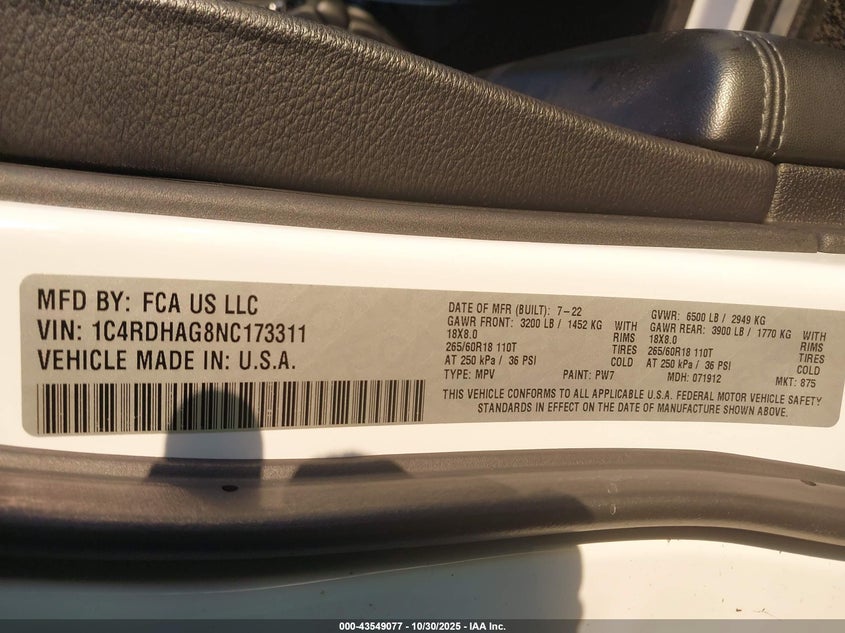 MFD BY: FCA US LLC
VIN: 1C4RDHAG8NC173311
VEHICLE MADE IN: U.S.A.
DATE OF MFR (BUILT): 7-22
GAWR FRONT: 3200 LB / 1452 KG WITH
18X8.0 RIMS
265/60R18 110T TIRES
AT 250 kPa / 36 PSI COLD
TYPE: MPV PAINT: PW7
GVWR: 6500 LB / 2949 KG
GAWR REAR: 3900 LB / 1770 KG WITH
18X8.0 RIMS
265/60R18 110T TIRES
AT 250 kPa / 36 PSI COLD
MDH: 071912 MKT: 875
THIS VEHICLE CONFORMS TO ALL APPLICABLE U.S.A. FEDERAL MOTOR VEHICLE SAFETY
STANDARDS IN EFFECT ON THE DATE OF MANUFACTURE SHOWN ABOVE.
000-43549077 - 10/30/2025 - IAA Inc.